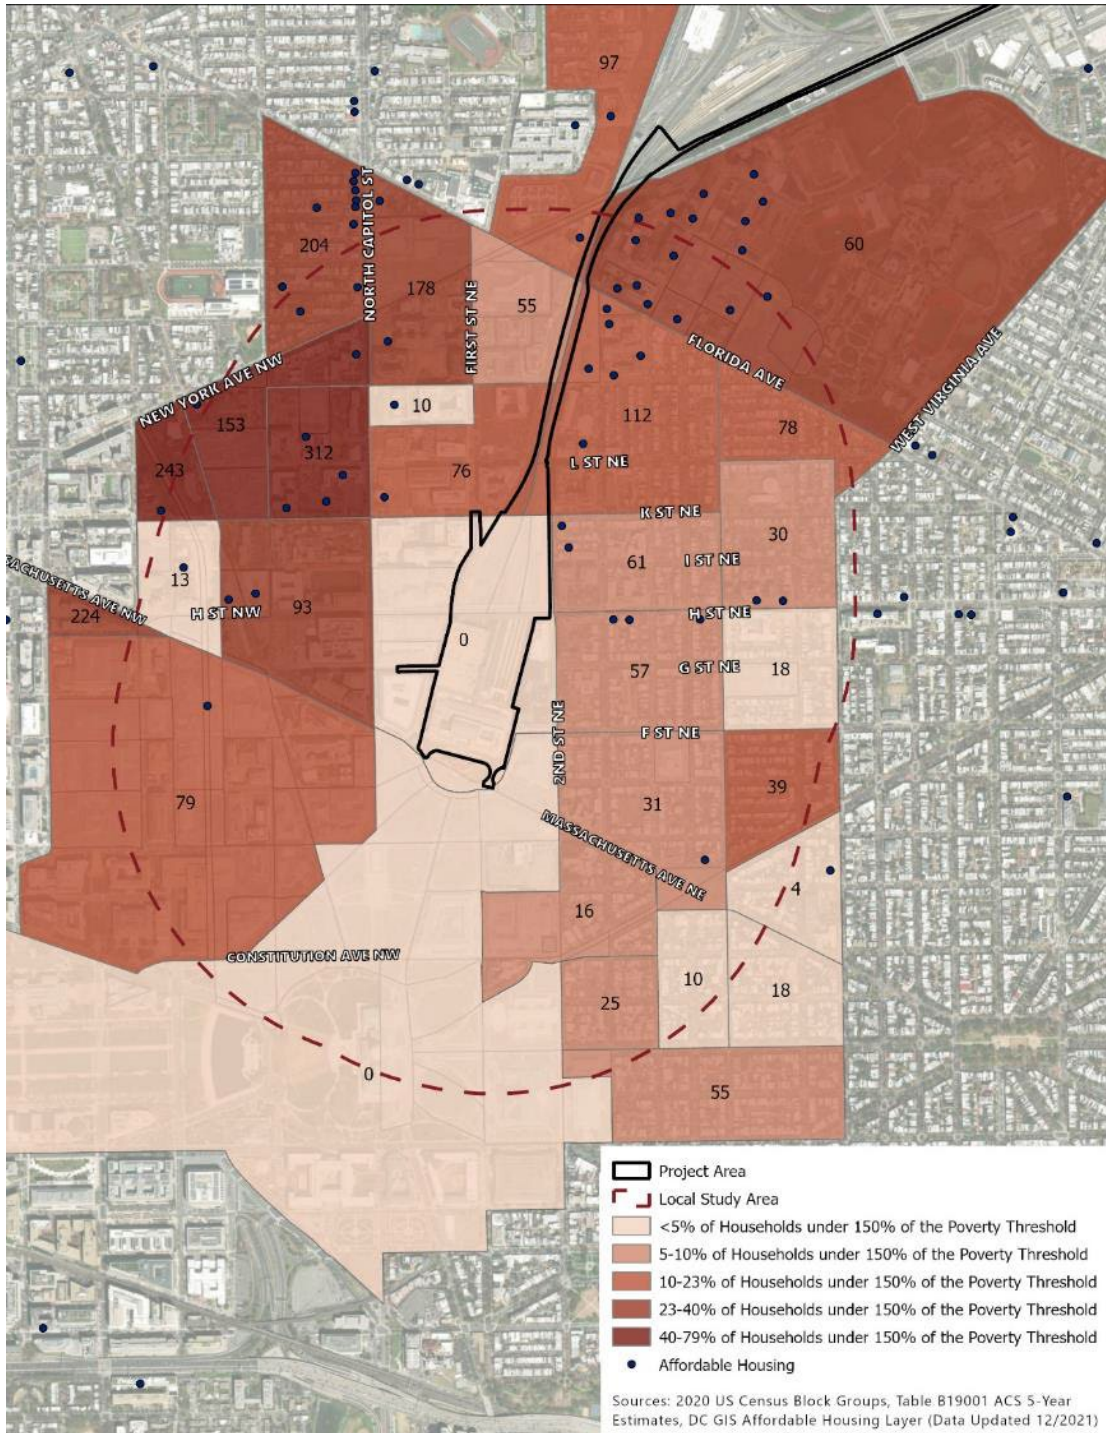 97
NORTH CAPITOL ST
204
178
FIRST ST NE
55
60
NEW YORK AVE NW
FLORIDA AVE
WEST VIRGINIA AVE
10
153
312
112
78
243
76
L ST NE
K ST NE
30
61
I ST NE
SACHUSETTS AVE NW
13
H ST NW
93
224
H ST NE
0
57
G ST NE
18
2ND ST NE
F ST NE
79
31
39
MASSACHUSETTS AVE NE
4
16
CONSTITUTION AVE NW
10
18
25
0
55
Project Area
Local Study Area
<5% of Households under 150% of the Poverty Threshold
5-10% of Households under 150% of the Poverty Threshold
10-23% of Households under 150% of the Poverty Threshold
23-40% of Households under 150% of the Poverty Threshold
40-79% of Households under 150% of the Poverty Threshold
Affordable Housing
Sources: 2020 US Census Block Groups, Table B19001 ACS 5-Year
Estimates, DC GIS Affordable Housing Layer (Data Updated 12/2021)